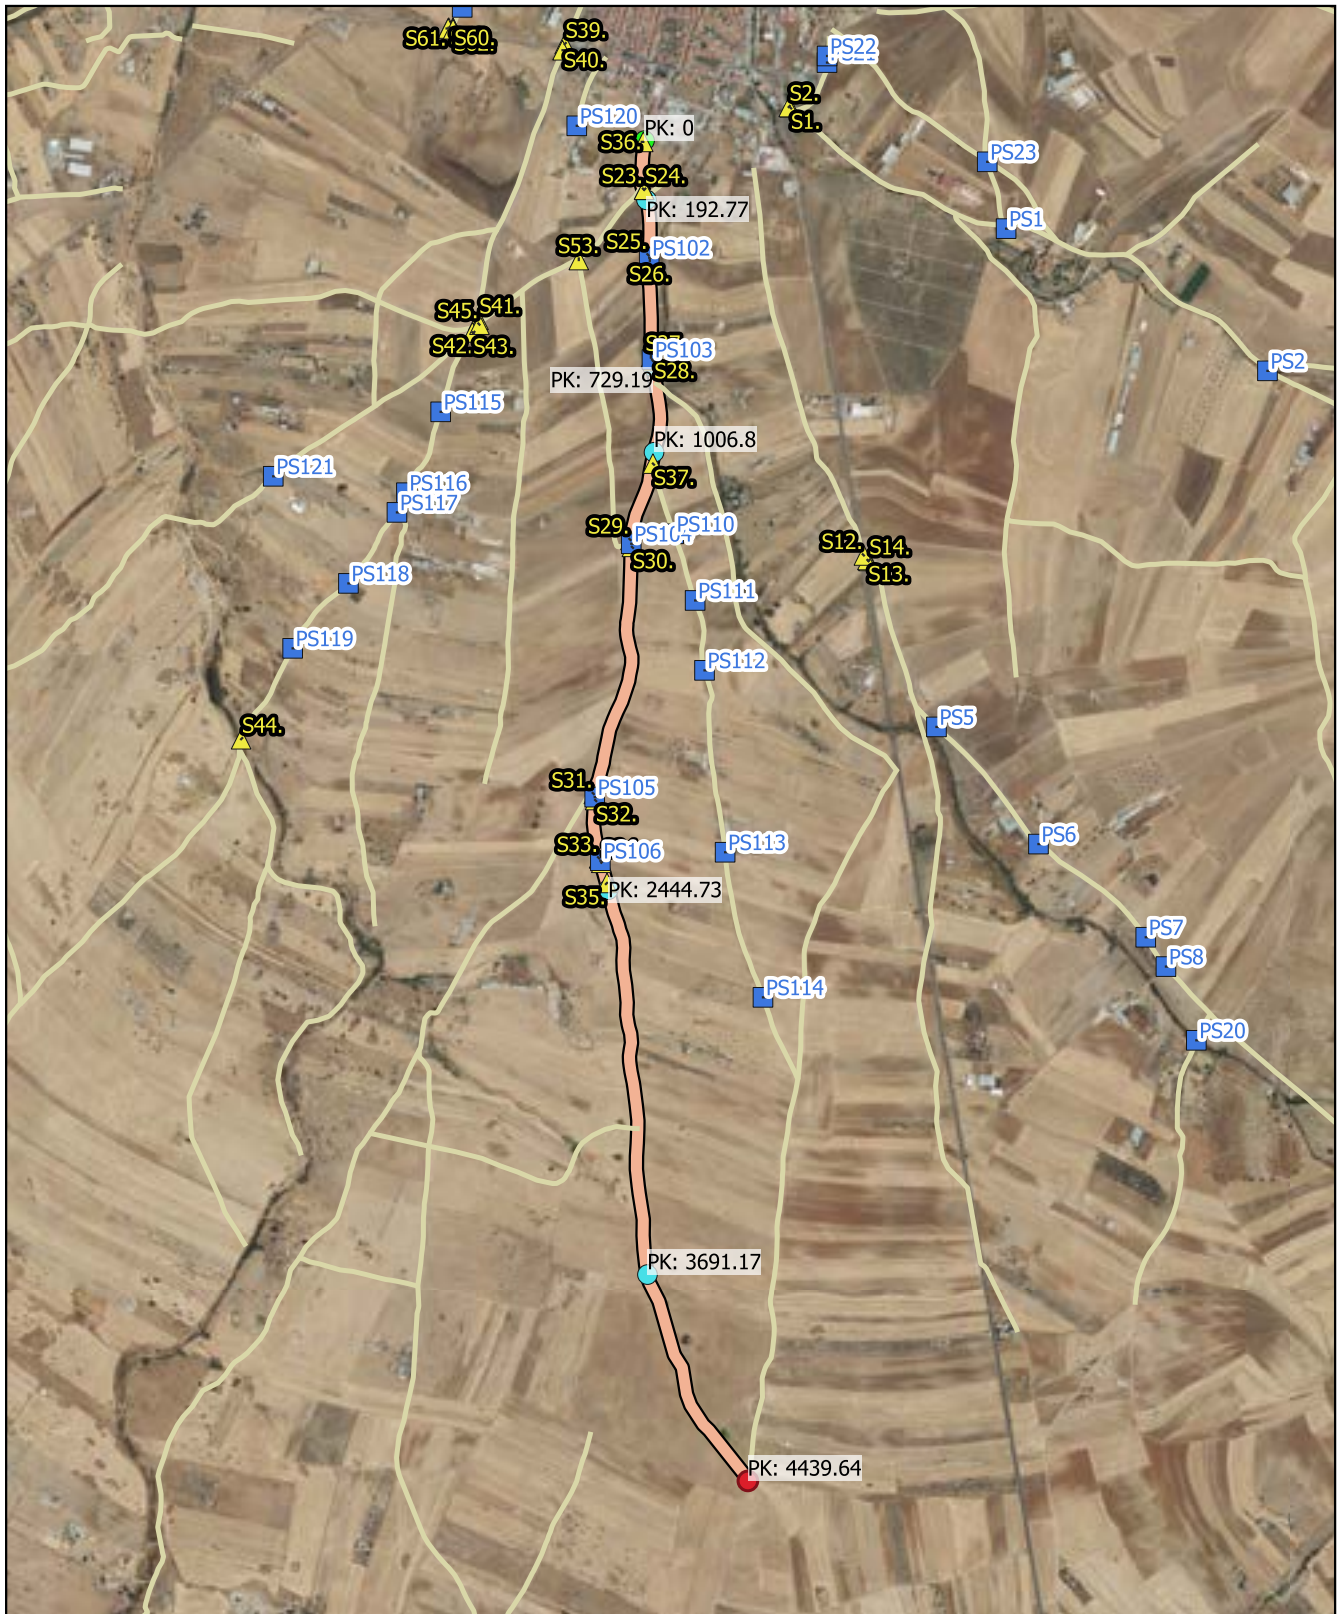 S39.
S61.
S60.
S40.
PS22
S2.
S1.
PS120
PK: 0
S36.
PS23
S23.
S24.
PK: 192.77
PS1
S25.
PS102
S53.
S26.
S45.
S41.
S42.
S43.
PS103
S28.
PK: 729.19
PS2
PS115
PK: 1006.8
PS121
S37.
PS116
PS117
S29.
PS110
PS104
S30.
S12.
S14.
S13.
PS118
PS111
PS119
PS112
S44.
PS5
S31.
PS105
S32.
S33.
PS106
PS113
PS6
S35.
PK: 2444.73
PS7
PS8
PS114
PS20
PK: 3691.17
PK: 4439.64